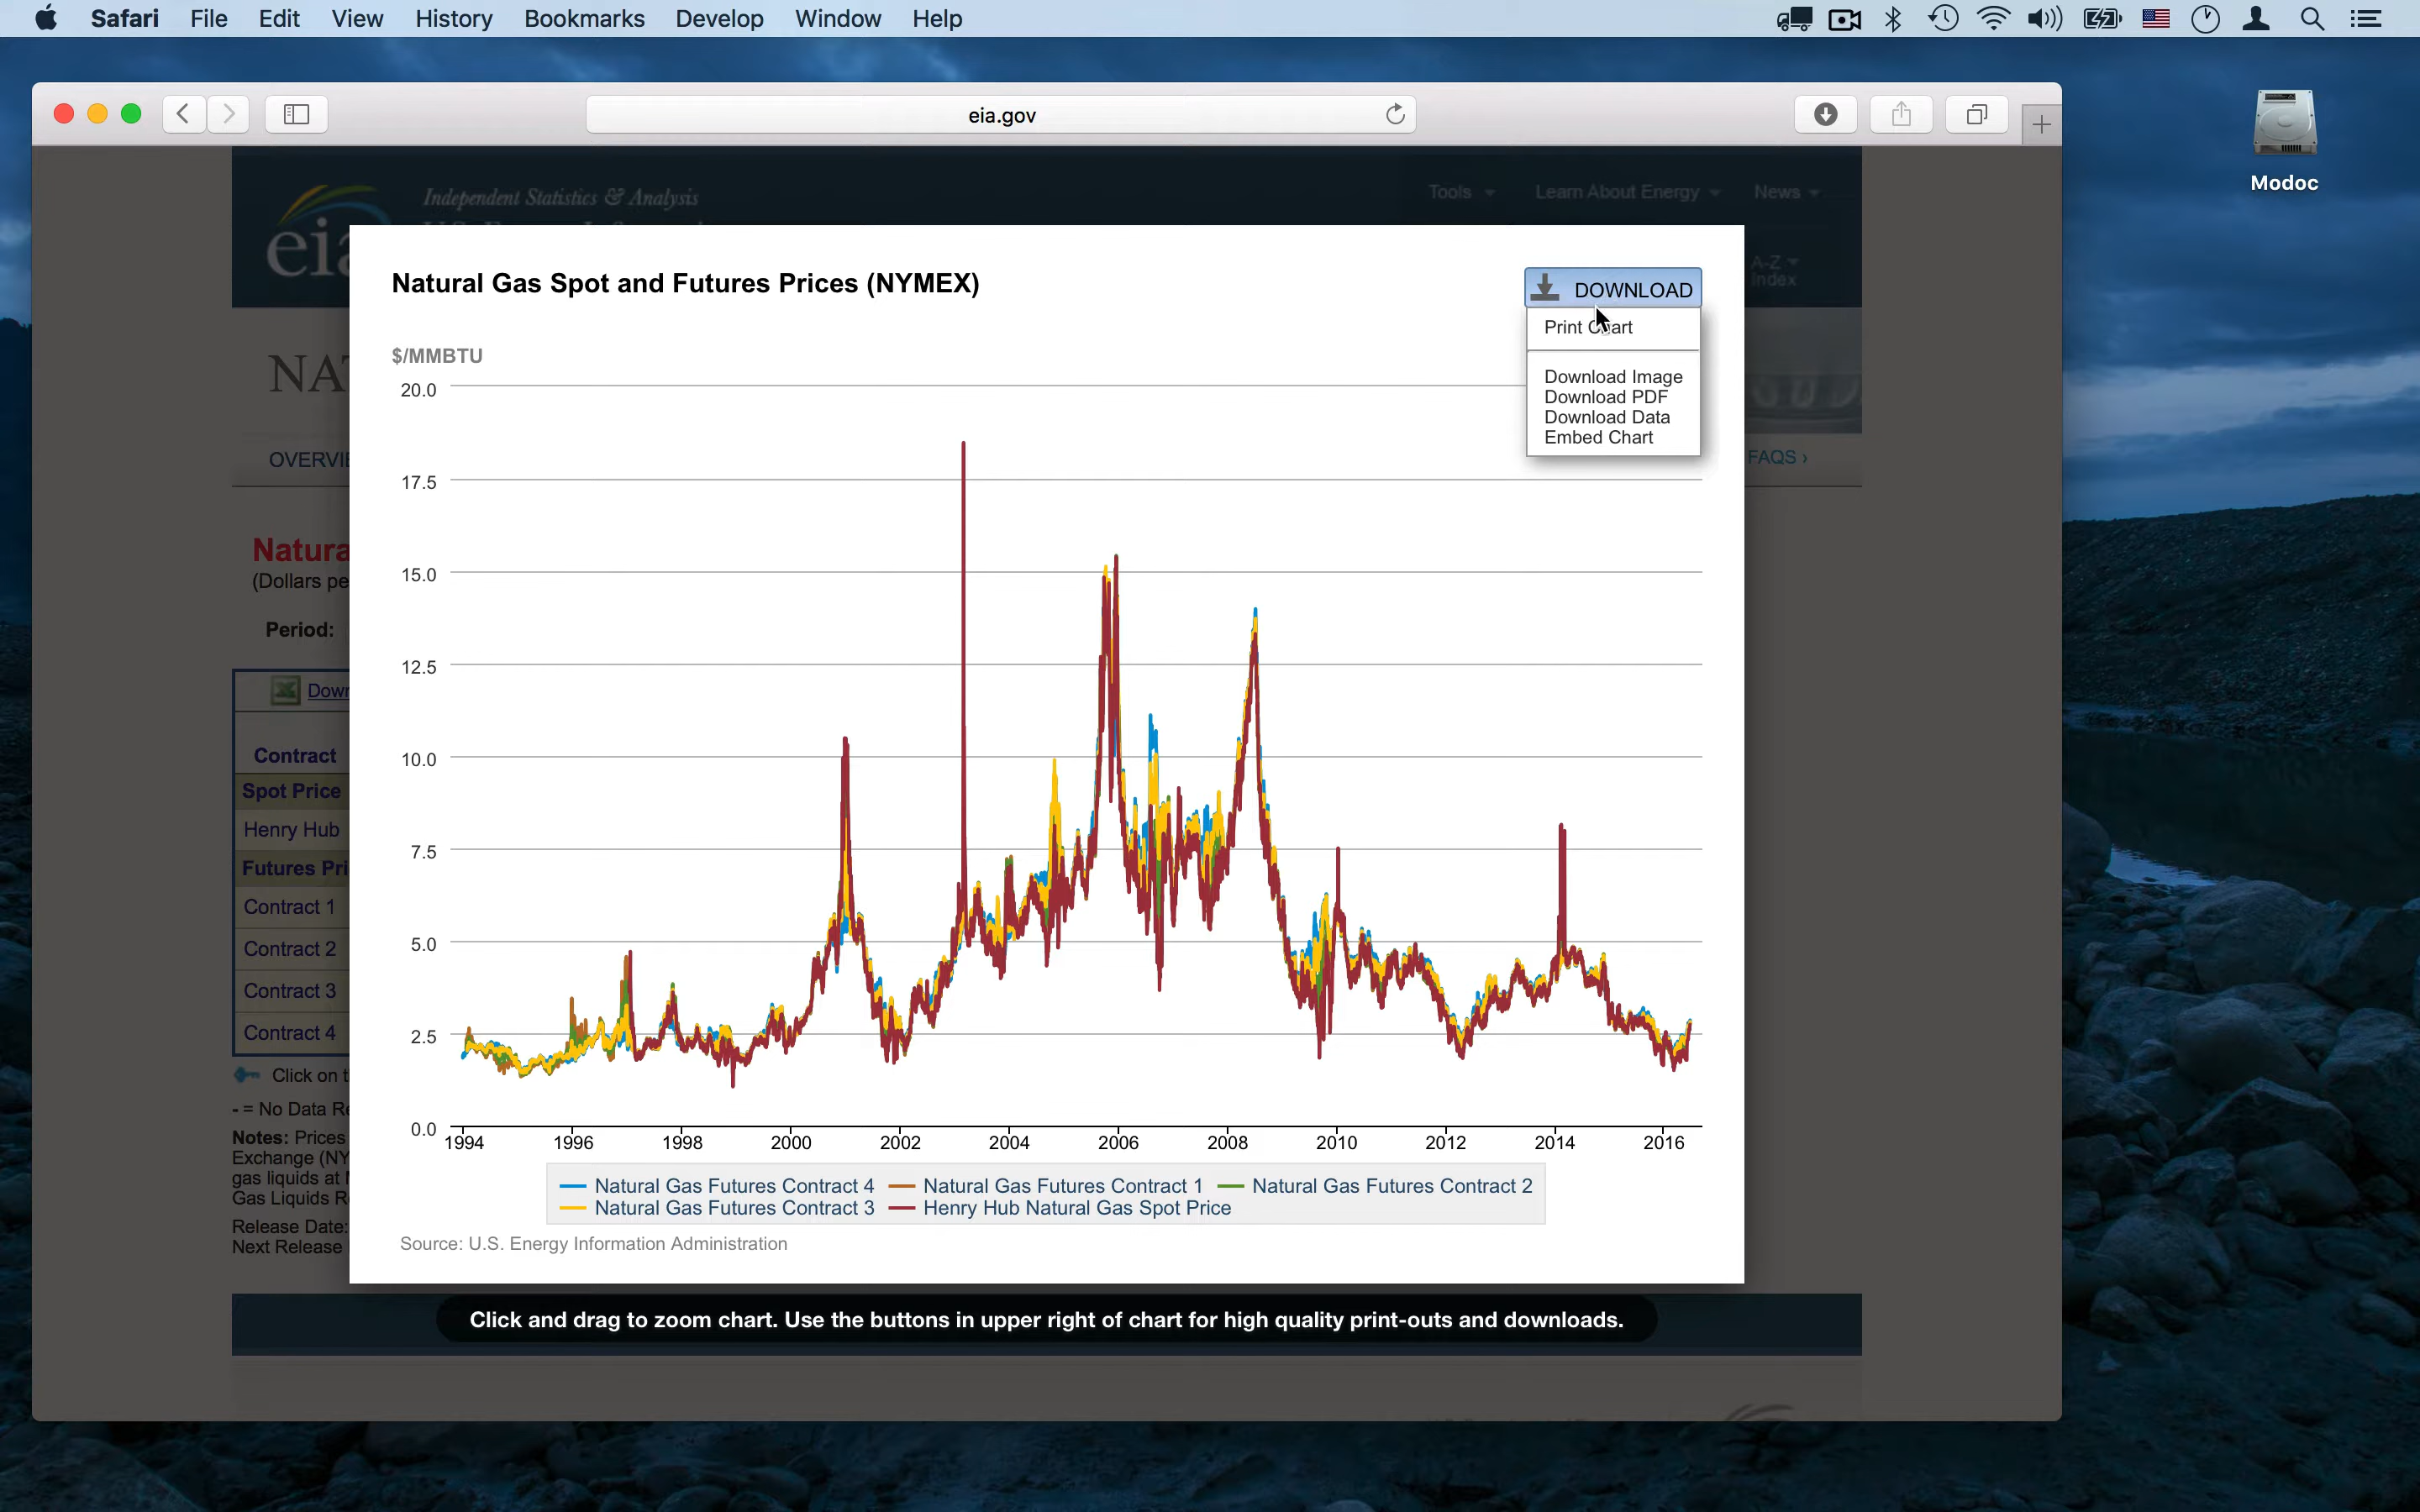 Safari File Edit View History Bookmarks Develop Window Help
eia.gov
Modoc
Independent Statistics & Analysis
Tools Learn About Energy News
A-Z
Index
Natural Gas Spot and Futures Prices (NYMEX)
DOWNLOAD
Print Chart
Download Image
Download PDF
Download Data
Embed Chart
FAQS ›
$/MMBTU
20.0
17.5
15.0
12.5
10.0
7.5
5.0
2.5
0.0
1994 1996 1998 2000 2002 2004 2006 2008 2010 2012 2014 2016
Natural Gas Futures Contract 4 Natural Gas Futures Contract 1 Natural Gas Futures Contract 2
Natural Gas Futures Contract 3 Henry Hub Natural Gas Spot Price
Source: U.S. Energy Information Administration
(Dollars
Period:
Contract
Spot Price
Henry Hub
Futures
Contract 1
Contract 2
Contract 3
Contract 4
Click on
- = No Data
Notes: Prices
Exchange
gas liquids at
Gas Liquids
Release Date:
Next Release
Click and drag to zoom chart. Use the buttons in upper right of chart for high quality print-outs and downloads.